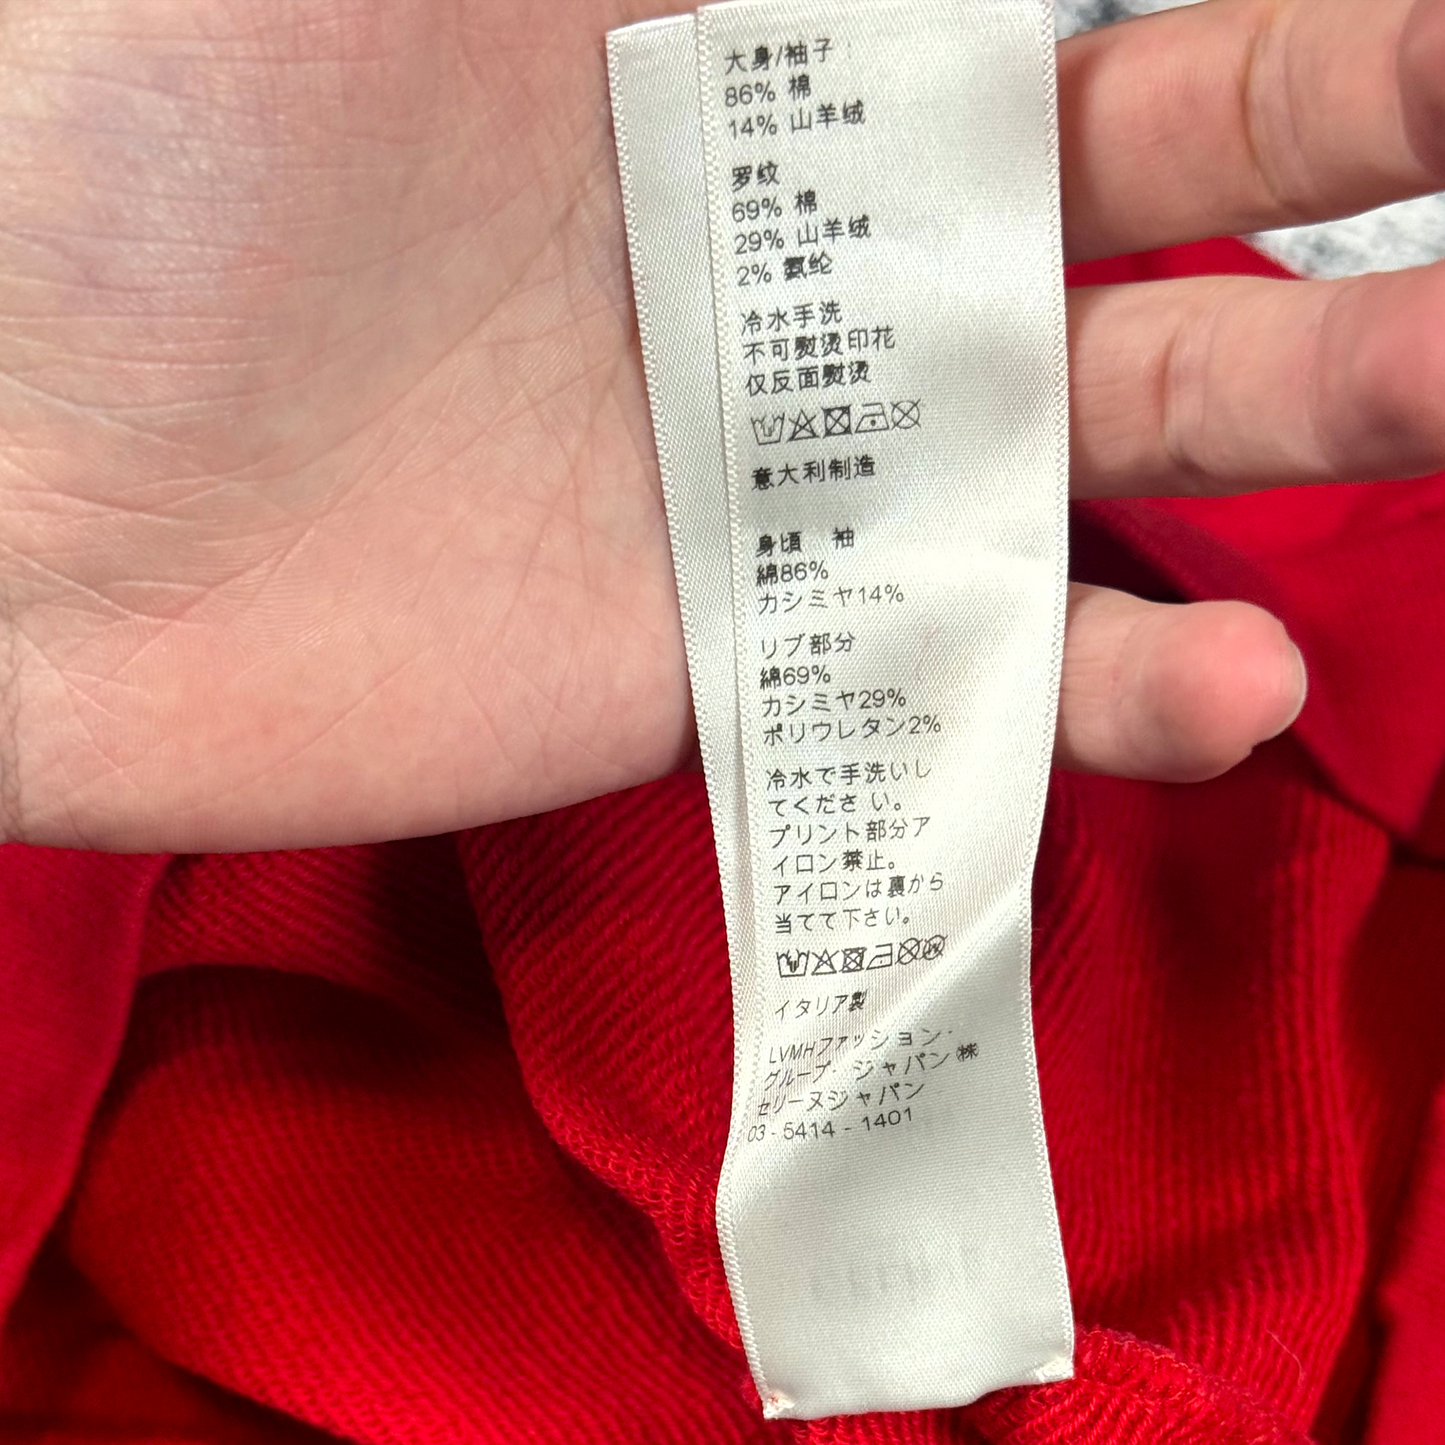 大身/袖子:
86% 棉
14% 山羊绒
罗纹
69% 棉
29% 山羊绒
2% 氨纶
冷水手洗
不可熨烫印花
仅反面熨烫
意大利制造
身頃 袖
綿86%
カシミヤ14%
リブ部分
綿69%
カシミヤ29%
ポリウレタン2%
冷水で手洗いし
てくださ い。
プリント部分ア
イロン禁止。
アイロンは裏から
当てて下さい。
イタリア製
LVMHファッション・
グループ・ジャパン㈱
セリーヌジャパン
03 - 5414 - 1401